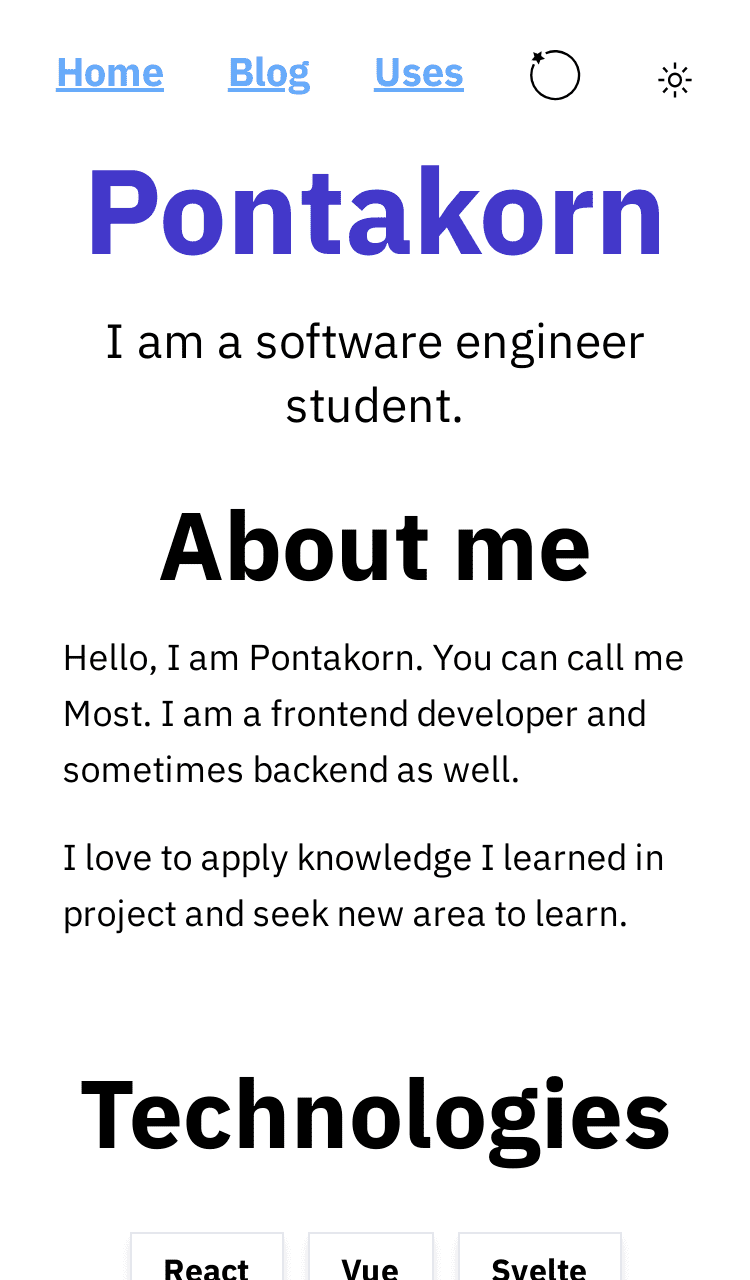 Home Blog Uses
Pontakorn
I am a software engineer
student.
About me
Hello, I am Pontakorn. You can call me
Most. I am a frontend developer and
sometimes backend as well.
I love to apply knowledge I learned in
project and seek new area to learn.
Technologies
React Vue Svelte